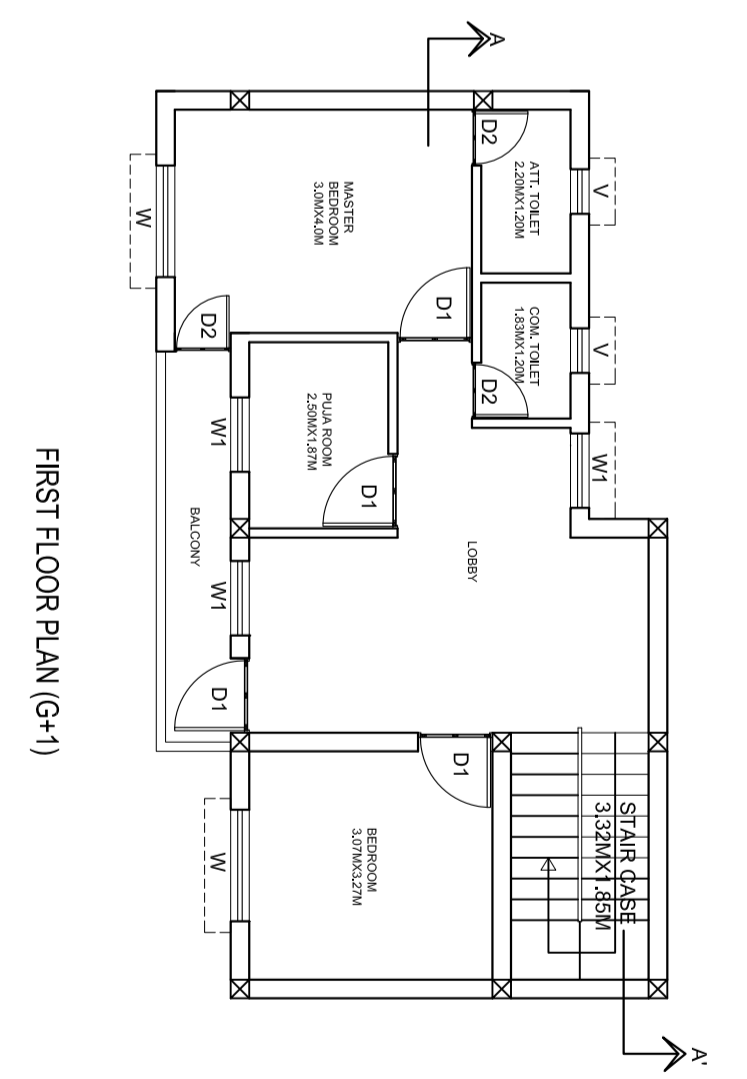 A
D2
ATT. TOILET
2.20MX1.20M
V
MASTER
BEDROOM
3.0MX4.0M
W
D1
D2
COM. TOILET
1.83MX1.20M
V
D2
PUJA ROOM
2.50MX1.87M
D1
W1
W1
BALCONY
W1
LOBBY
D1
D1
STAIR CASE
3.32MX1.85M
BEDROOM
3.07MX3.27M
W
A'
FIRST FLOOR PLAN (G+1)